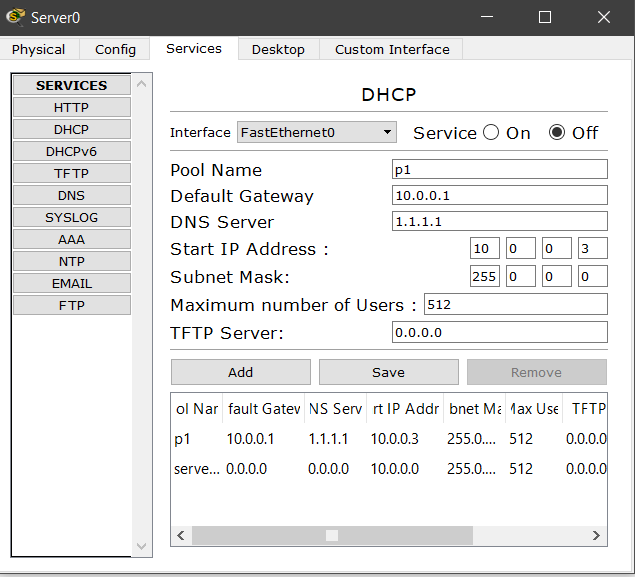 Server0
Physical Config Services Desktop Custom Interface
SERVICES
HTTP
DHCP
DHCPv6
TFTP
DNS
SYSLOG
AAA
NTP
EMAIL
FTP
DHCP
Interface FastEthernet0 Service On Off
Pool Name p1
Default Gateway 10.0.0.1
DNS Server 1.1.1.1
Start IP Address : 10 0 0 3
Subnet Mask: 255 0 0 0
Maximum number of Users : 512
TFTP Server: 0.0.0.0
Add Save Remove
ol Nar fault Gatew NS Serv rt IP Addr bnet Ma Max Use TFTP
p1 10.0.0.1 1.1.1.1 10.0.0.3 255.0.... 512 0.0.0.0
serve... 0.0.0.0 0.0.0.0 10.0.0.0 255.0.... 512 0.0.0.0